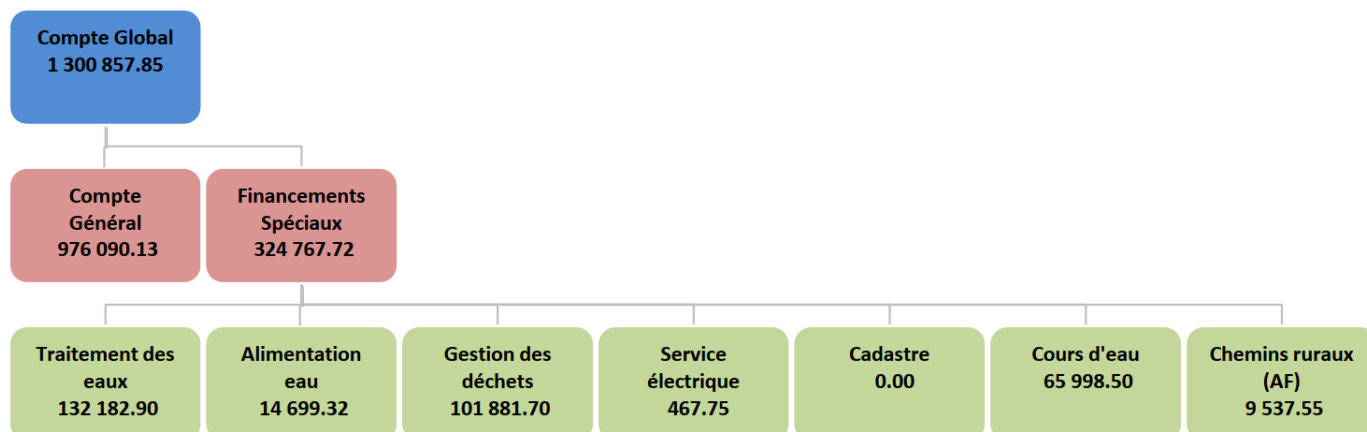 Compte Global
1 300 857.85
Compte
Général
976 090.13
Financements
Spéciaux
324 767.72
Traitement des
eaux
132 182.90
Alimentation
eau
14 699.32
Gestion des
déchets
101 881.70
Service
électrique
467.75
Cadastre
0.00
Cours d'eau
65 998.50
Chemins ruraux
(AF)
9 537.55